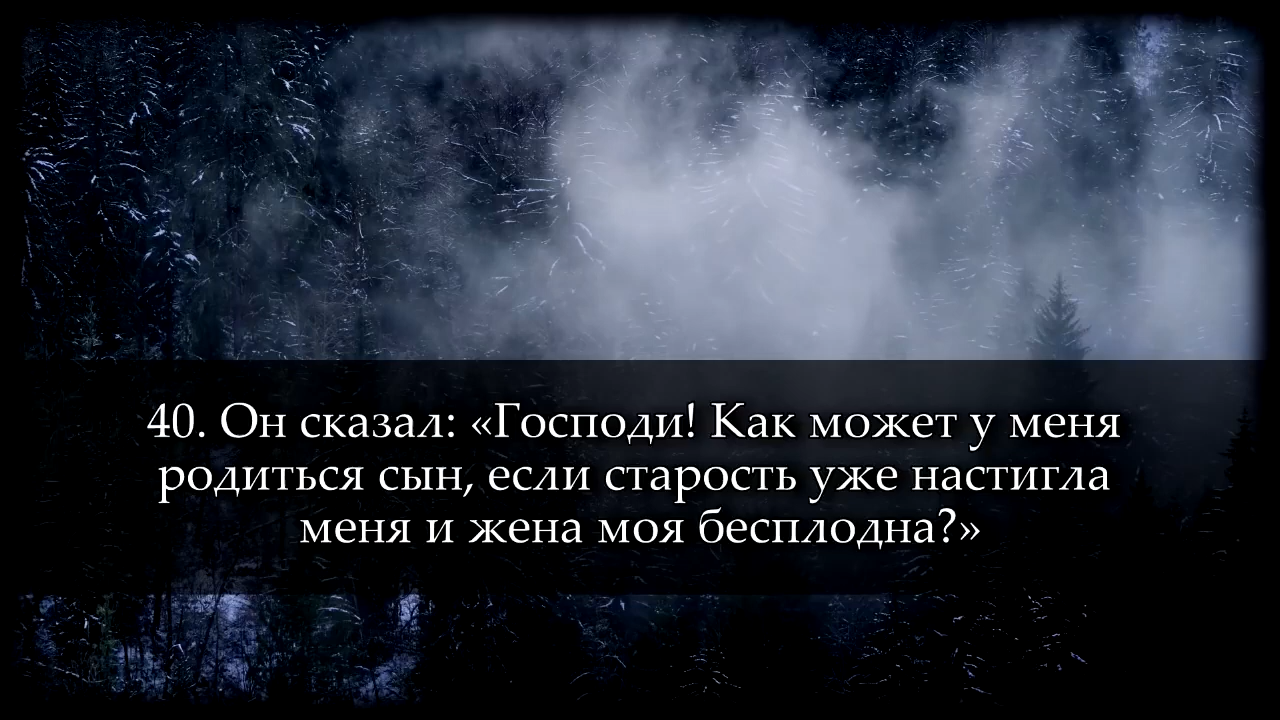 40. Он сказал: «Господи! Как может у меня
родиться сын, если старость уже настигла
меня и жена моя бесплодна?»